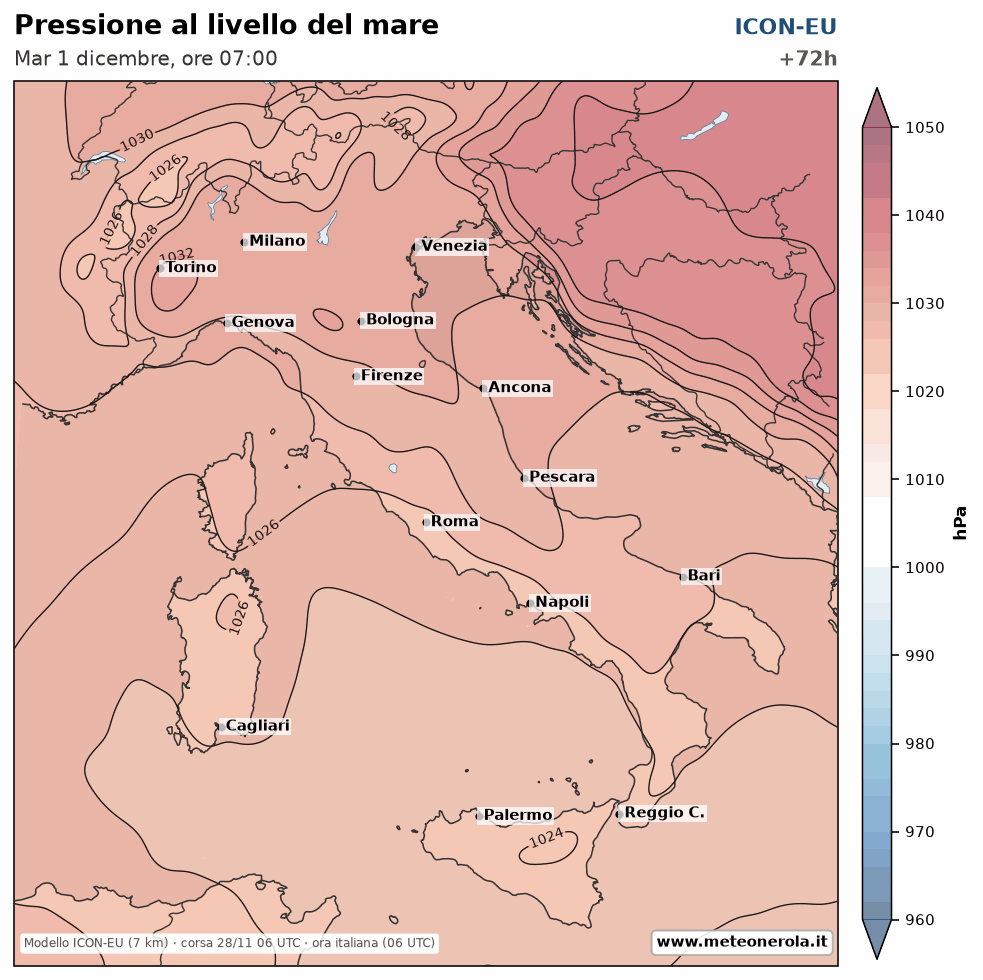 Pressione al livello del mare
ICON-EU
Mar 1 dicembre, ore 07:00
+72h
1030
1028
1026
1026
1028
1032
Milano
Venezia
Torino
Genova
Bologna
Firenze
Ancona
Pescara
1026
Roma
Bari
Napoli
1026
Cagliari
Palermo
Reggio C.
1024
1050
1040
1030
1020
1010
1000
990
980
970
960
hPa
Modello ICON-EU (7 km) · corsa 28/11 06 UTC · ora italiana (06 UTC)
www.meteonerola.it